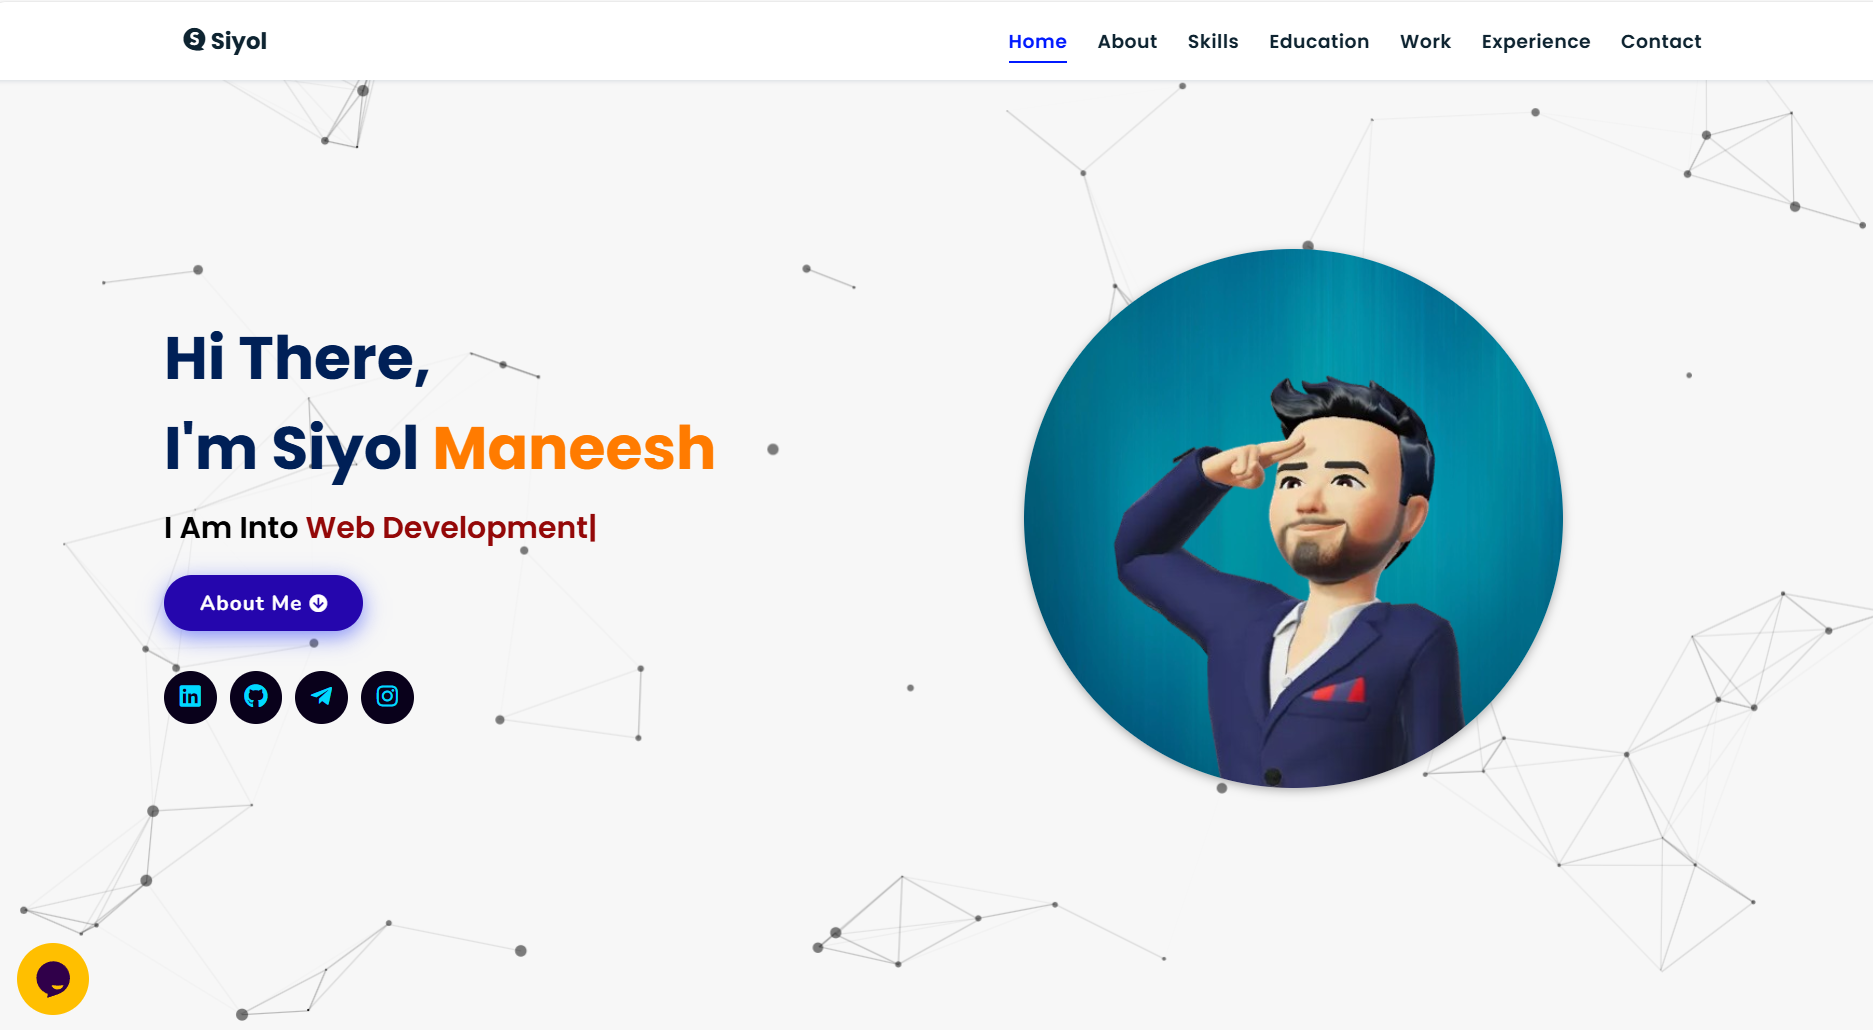 Siyol
Home About Skills Education Work Experience Contact
Hi There,
I'm Siyol Maneesh
I Am Into Web Development|
About Me